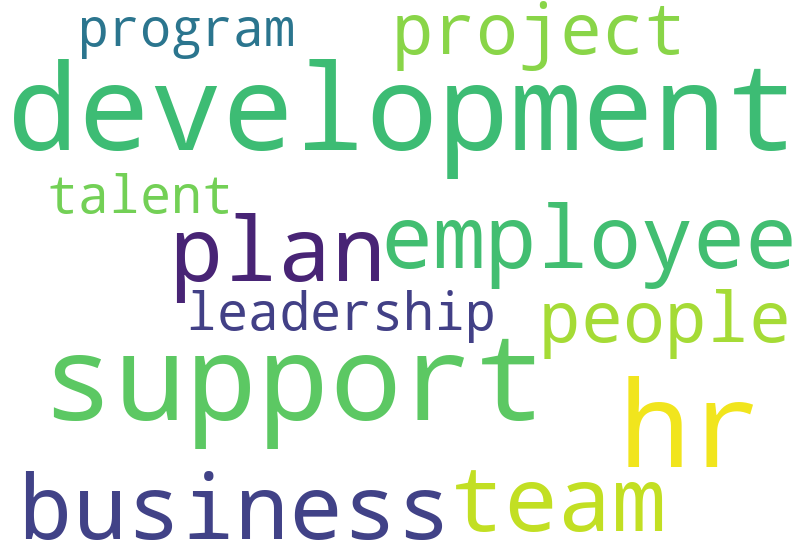 program project
development
talent
plan employee
leadership people
support
hr
business team